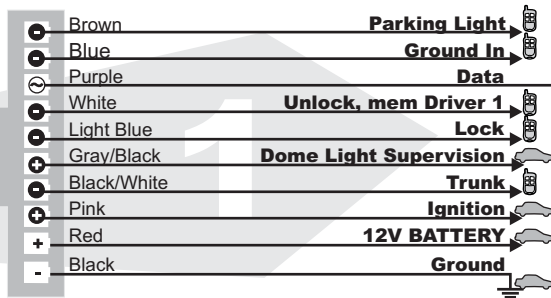 Brown Parking Light
Blue Ground In
Purple Data
White Unlock, mem Driver 1
Light Blue Lock
Gray/Black Dome Light Supervision
Black/White Trunk
Pink Ignition
+ Red 12V BATTERY
- Black Ground
1